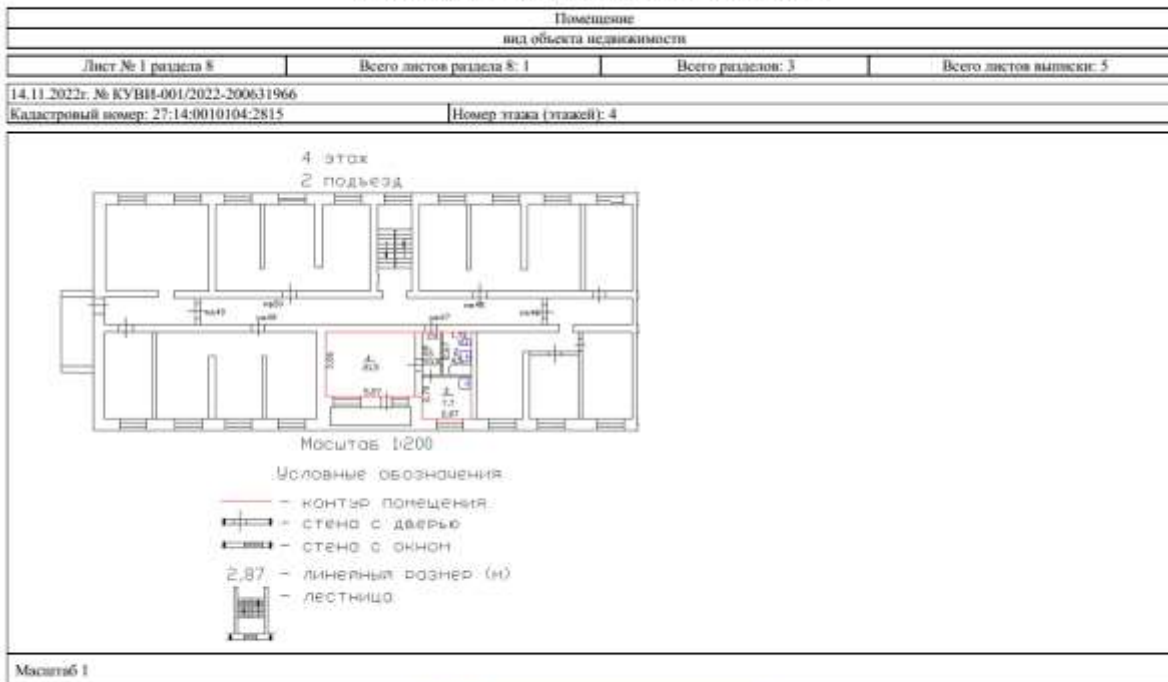 Помещение
вид объекта недвижимости
Лист № 1 раздела 8 Всего листов раздела 8: 1 Всего разделов: 3 Всего листов выписки: 5
14.11.2022г. № КУВИ-001/2022-200631966
Кадастровый номер: 27:14:0010104:2815 Номер этажа (этажей): 4
4 этаж
2 подъезд
Масштаб 1:200
Условные обозначения
- контур помещения
- стена с дверью
- стена с окном
2,87 - линейный размер (м)
- лестница
Масштаб 1